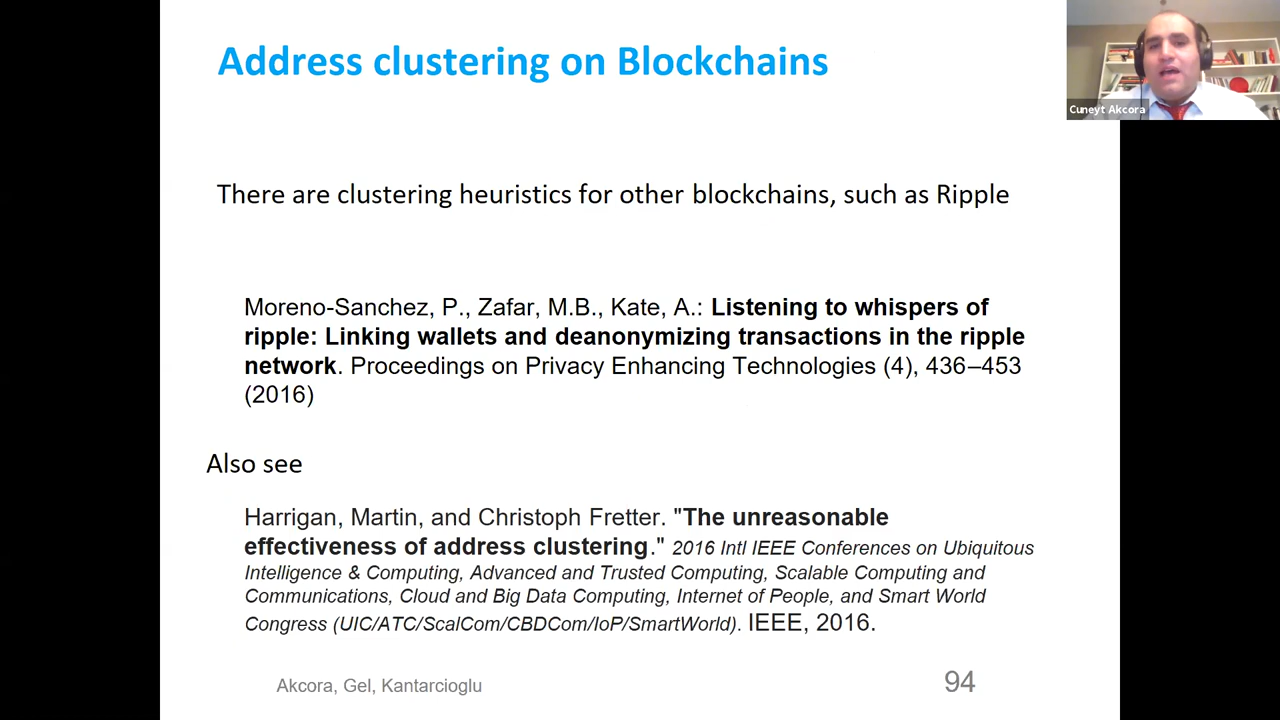 Address clustering on Blockchains
Cuneyt Akcora
There are clustering heuristics for other blockchains, such as Ripple
Moreno-Sanchez, P., Zafar, M.B., Kate, A.: Listening to whispers of
ripple: Linking wallets and deanonymizing transactions in the ripple
network. Proceedings on Privacy Enhancing Technologies (4), 436–453
(2016)
Also see
Harrigan, Martin, and Christoph Fretter. "The unreasonable
effectiveness of address clustering." 2016 Intl IEEE Conferences on Ubiquitous
Intelligence & Computing, Advanced and Trusted Computing, Scalable Computing and
Communications, Cloud and Big Data Computing, Internet of People, and Smart World
Congress (UIC/ATC/ScalCom/CBDCom/IoP/SmartWorld). IEEE, 2016.
Akcora, Gel, Kantarcioglu
94